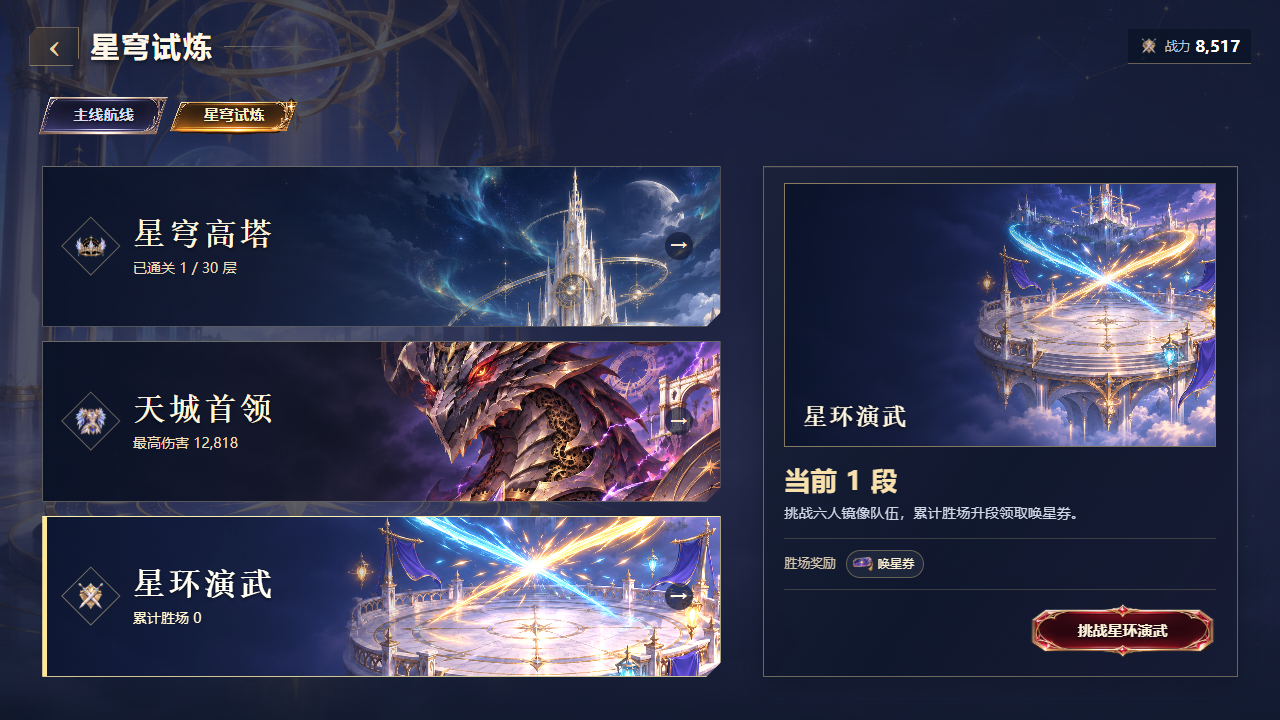 星穹试炼
战力 8,517
主线航线
星穹试炼
星穹高塔
已通关 1 / 30 层
天城首领
最高伤害 12,818
星环演武
累计胜场 0
星环演武
当前 1 段
挑战六人镜像队伍，累计胜场升段领取唤星券。
胜场奖励
唤星券
挑战星环演武